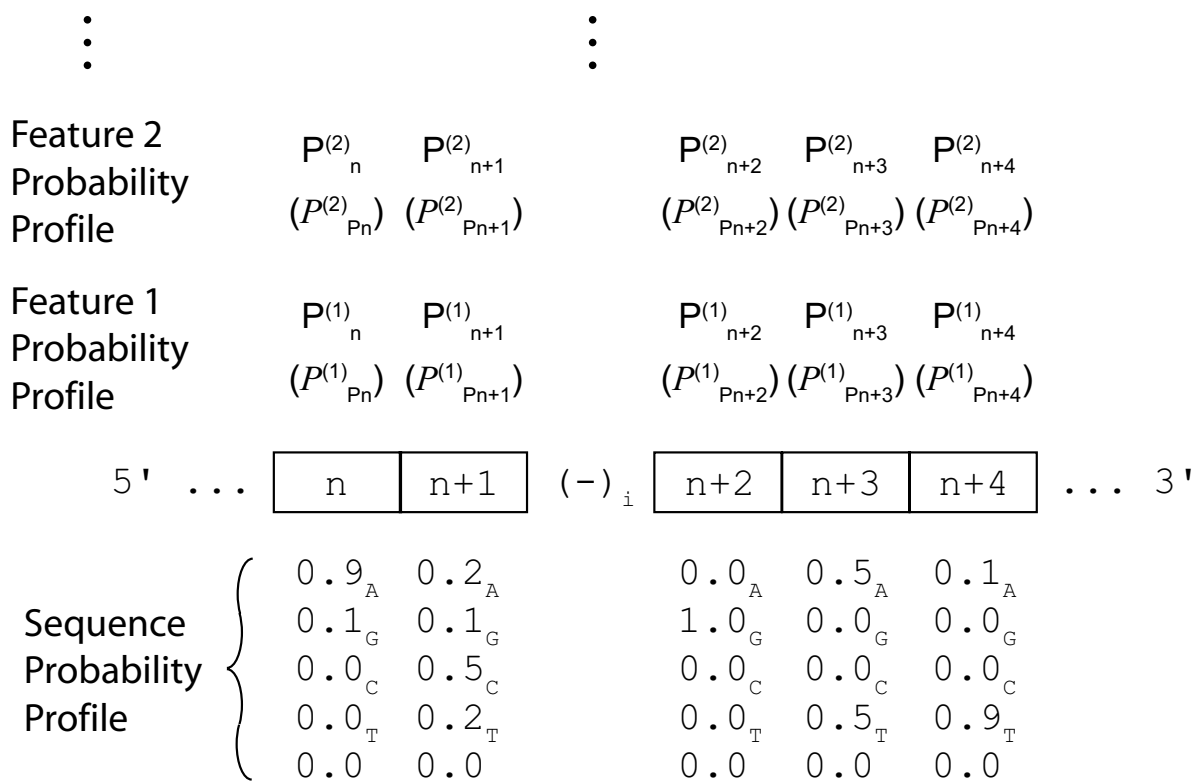 Feature 2 Probability Profile
P(2)n P(2)n+1 P(2)n+2 P(2)n+3 P(2)n+4
(P(2)Pn) (P(2)Pn+1) (P(2)Pn+2) (P(2)Pn+3) (P(2)Pn+4)
Feature 1 Probability Profile
P(1)n P(1)n+1 P(1)n+2 P(1)n+3 P(1)n+4
(P(1)Pn) (P(1)Pn+1) (P(1)Pn+2) (P(1)Pn+3) (P(1)Pn+4)
5' ... n n+1 (-)i n+2 n+3 n+4 ... 3'
Sequence Probability Profile
0.9A 0.2A 0.0A 0.5A 0.1A
0.1G 0.1G 1.0G 0.0G 0.0G
0.0C 0.5C 0.0C 0.0C 0.0C
0.0T 0.2T 0.0T 0.5T 0.9T
0.0 0.0 0.0 0.0 0.0